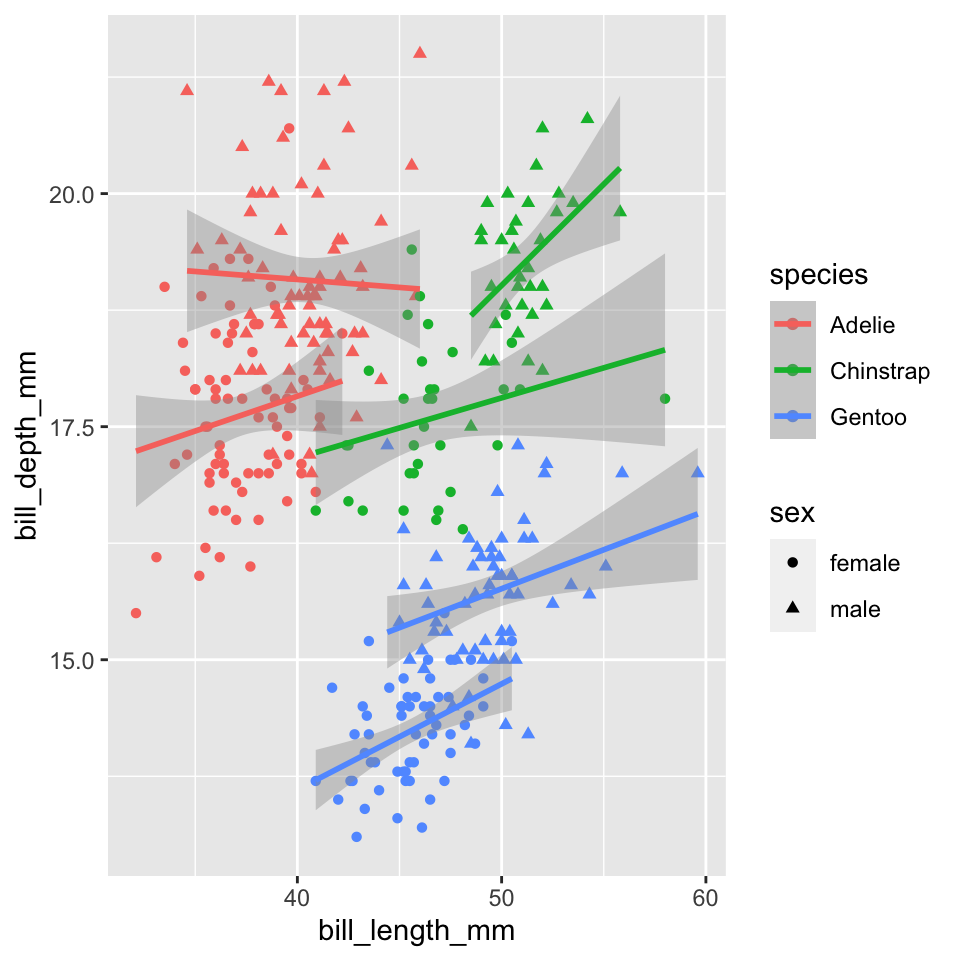 20.0
17.5
15.0
bill_depth_mm
40
50
60
bill_length_mm
species
Adelie
Chinstrap
Gentoo
sex
female
male